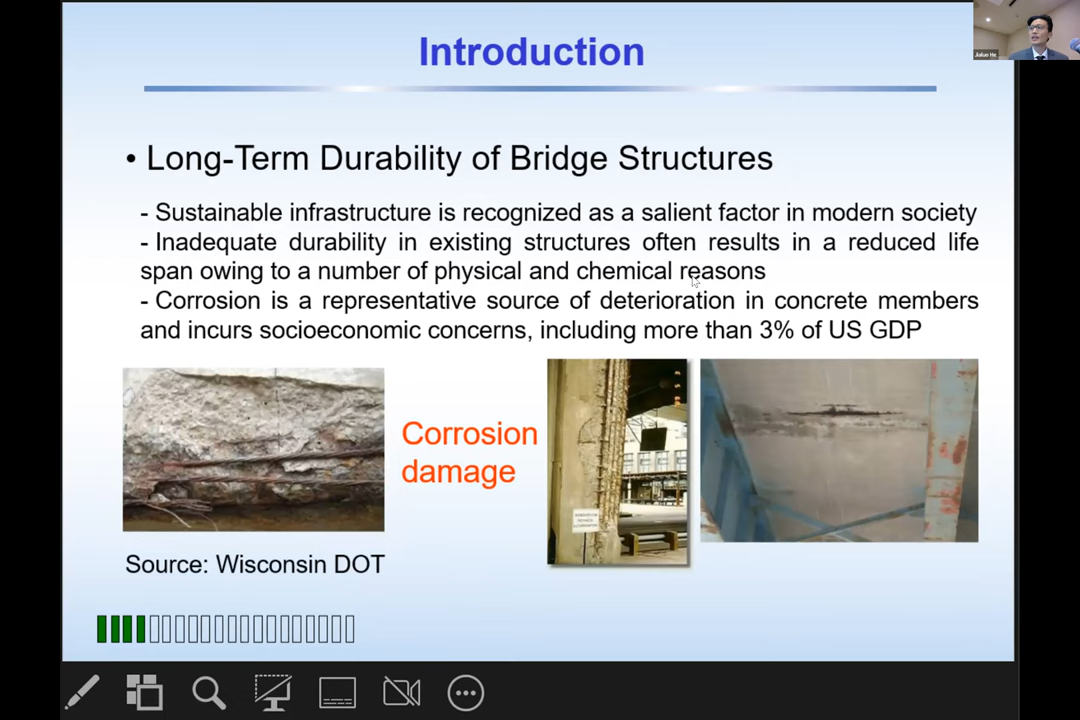 Introduction
• Long-Term Durability of Bridge Structures
- Sustainable infrastructure is recognized as a salient factor in modern society
- Inadequate durability in existing structures often results in a reduced life
span owing to a number of physical and chemical reasons
- Corrosion is a representative source of deterioration in concrete members
and incurs socioeconomic concerns, including more than 3% of US GDP
Corrosion
damage
Source: Wisconsin DOT